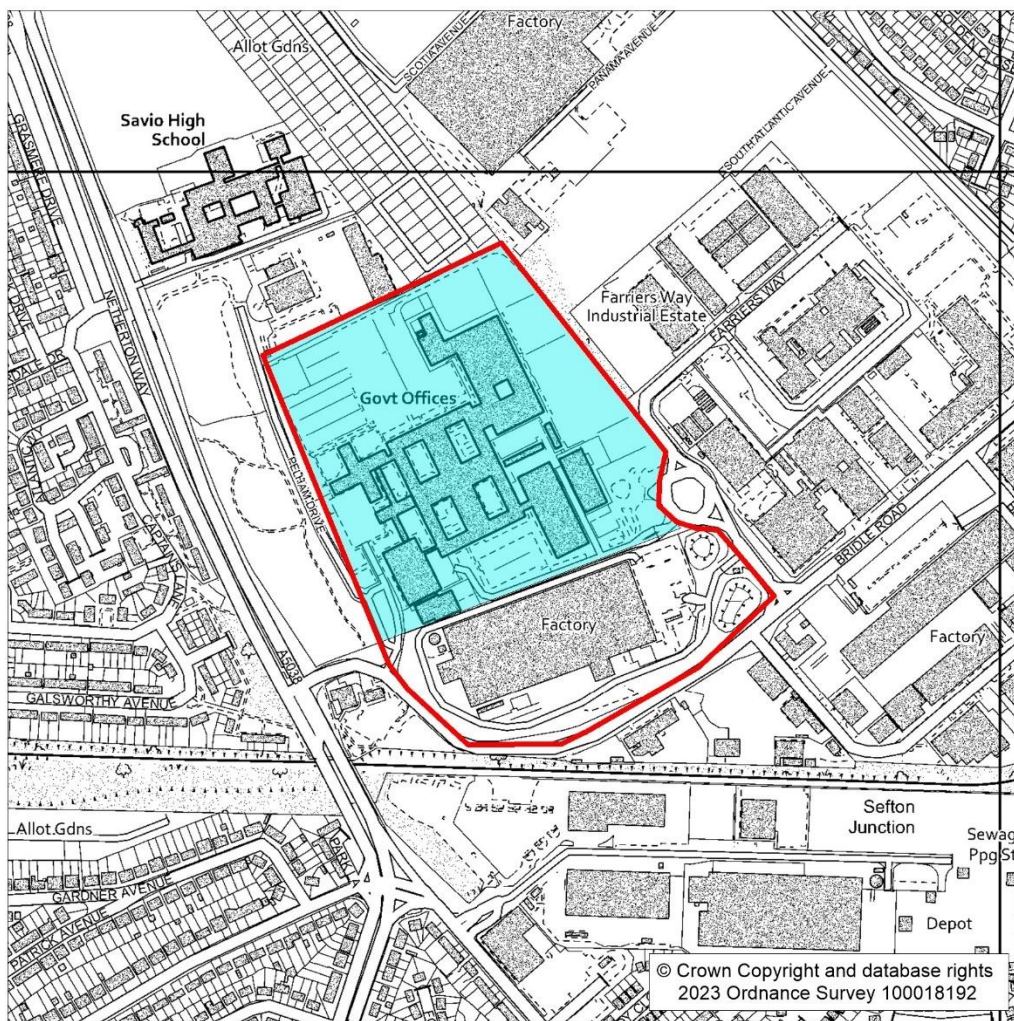 Factory
Allot Gdns
SCOTIA AVENUE
PANAMA AVENUE
SOUTH ATLANTIC AVENUE
Savio High
School
GRASMERE DRIVE
NETHERTON WAY
Farriers Way
Industrial Estate
FARRIERS WAY
Govt Offices
DRIVE
CAPTAINS LANE
BRIDLE ROAD
Factory
Factory
A5038
GALSWORTHY AVENUE
Sefton
Junction
Allot.Gdns
GARDNER AVENUE
PARK
PATRICK AVENUE
Depot
© Crown Copyright and database rights
2023 Ordnance Survey 100018192